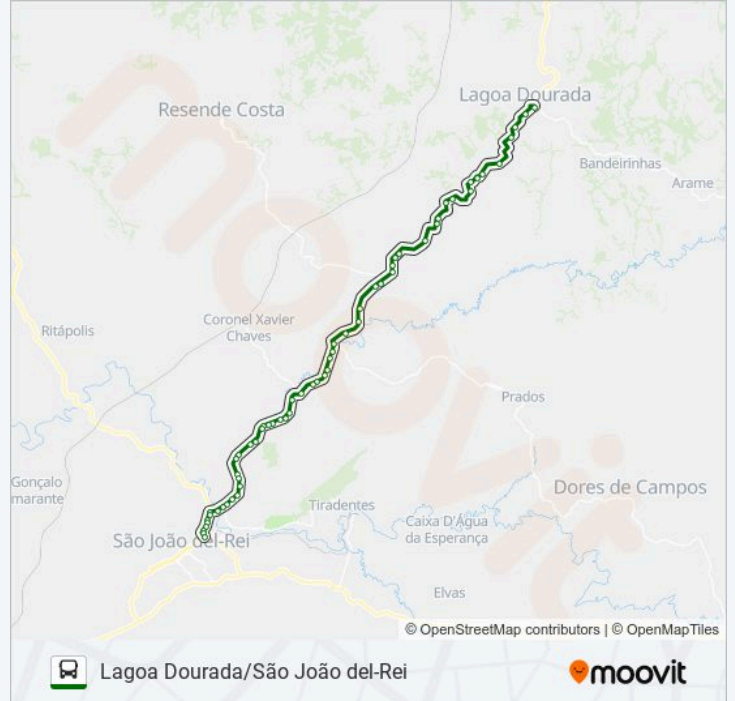 Lagoa Dourada
Resende Costa
Bandeirinhas
Arame
Coronel Xavier
Chaves
Ritápolis
Prados
Gonçalo
marante
Dores de Campos
Tiradentes
Caixa D'Água
da Esperança
São João del-Rei
Elvas
moovit
© OpenStreetMap contributors | © OpenMapTiles
Lagoa Dourada/São João del-Rei
moovit